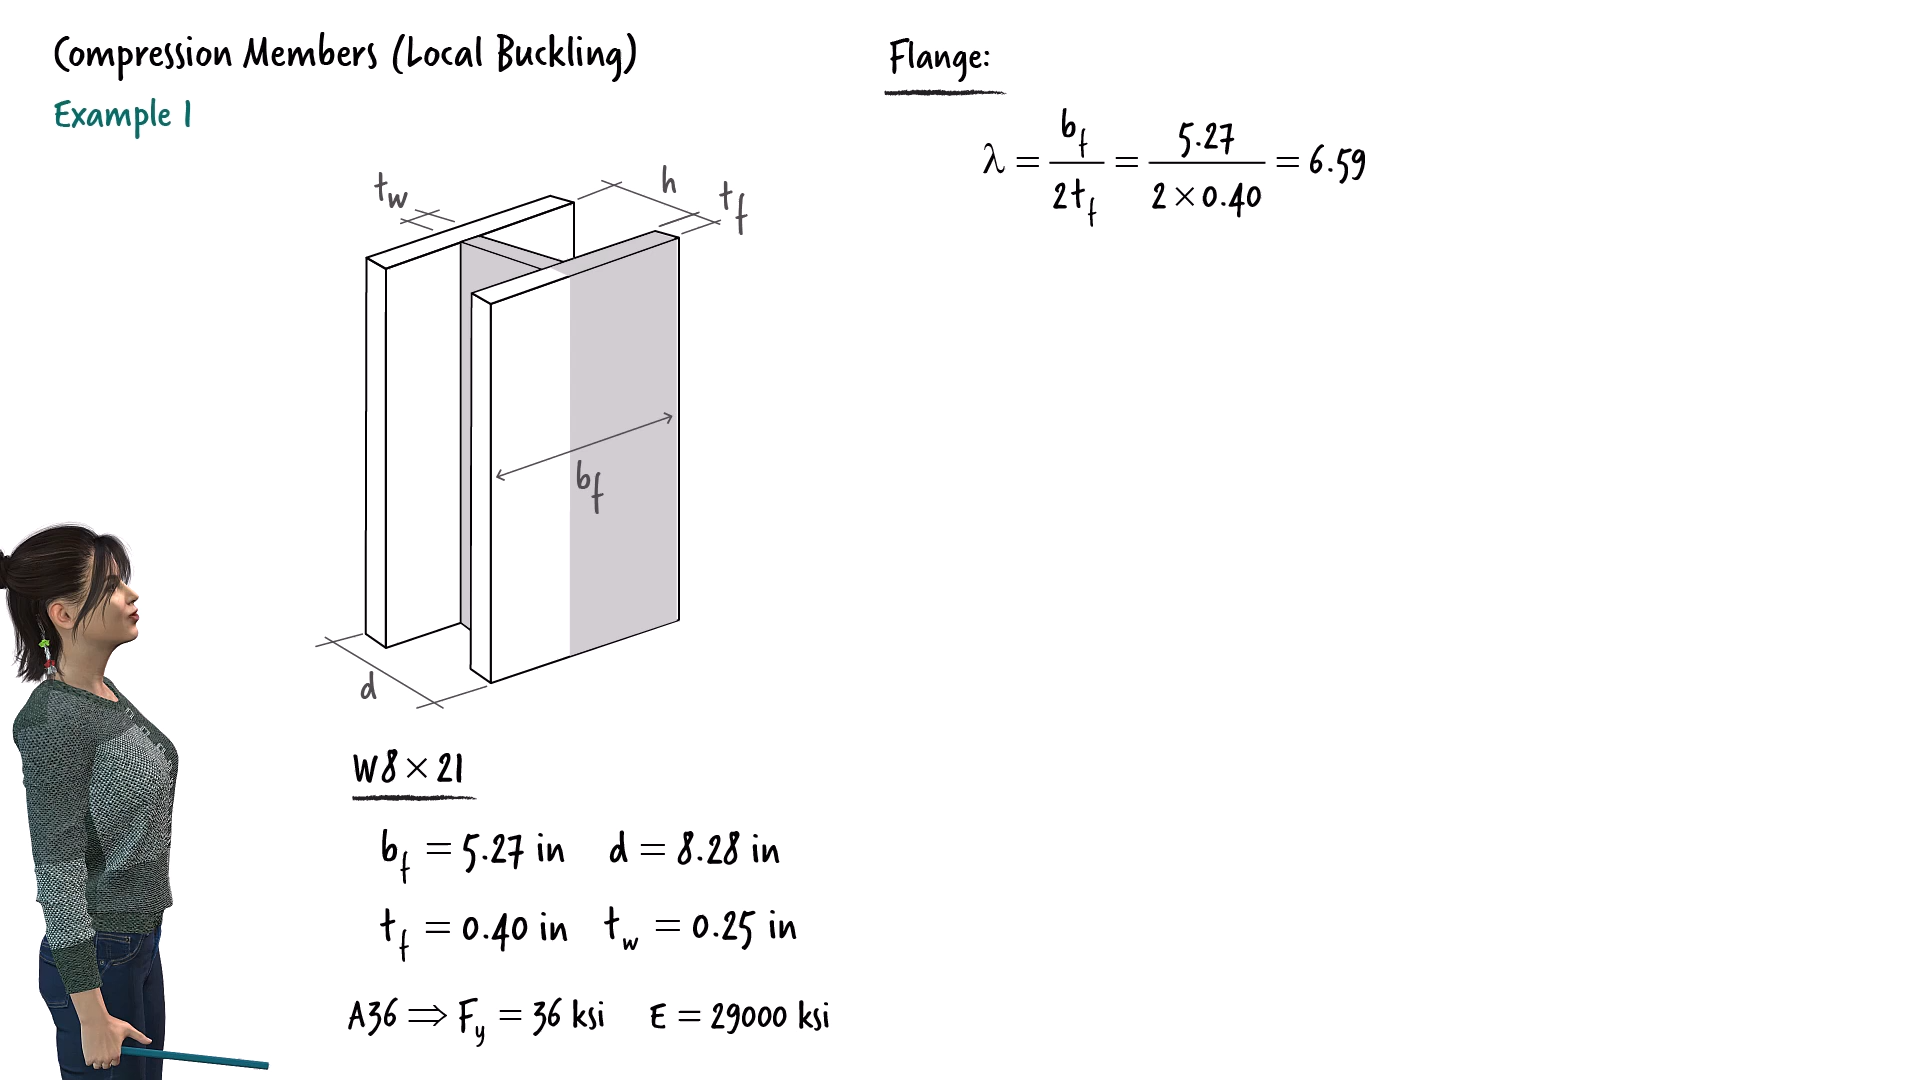 Compression Members (Local Buckling)
Example 1
t_w
h
t_f
b_f
d
W8×21
b_f = 5.27 in d = 8.28 in
t_f = 0.40 in t_w = 0.25 in
A36 ⟹ F_y = 36 ksi E = 29000 ksi
Flange:
λ = b_f / 2t_f = 5.27 / 2 × 0.40 = 6.59